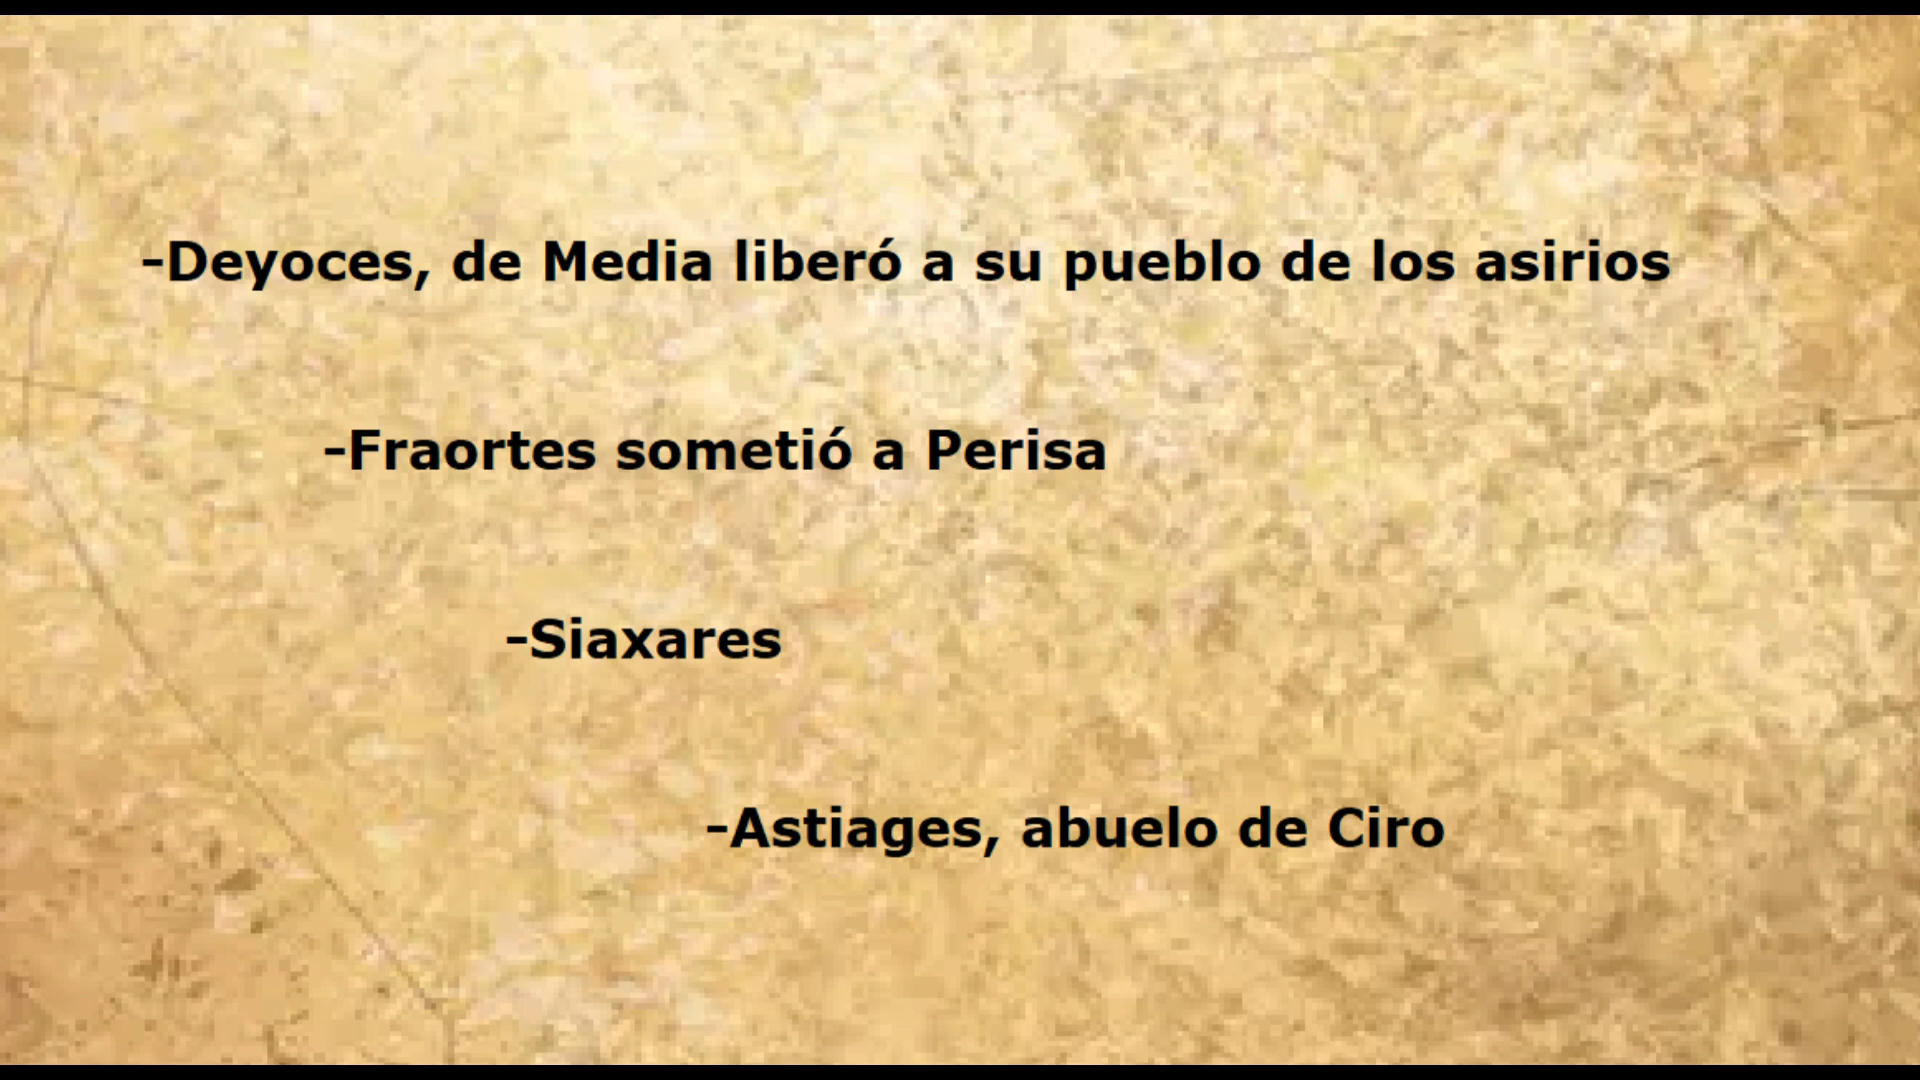 -Deyoces, de Media liberó a su pueblo de los asirios
-Fraortes sometió a Perisa
-Siaxares
-Astiages, abuelo de Ciro